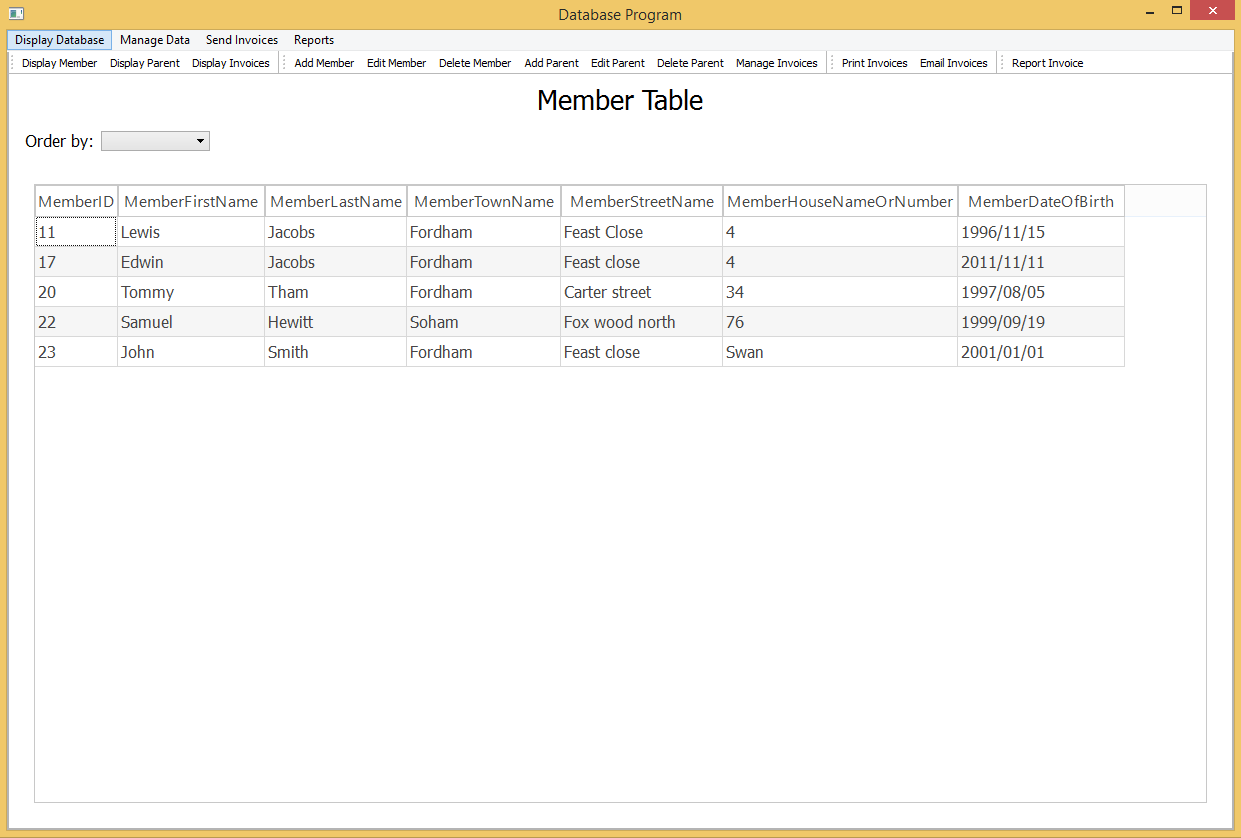 Database Program
Display Database Manage Data Send Invoices Reports
Display Member Display Parent Display Invoices Add Member Edit Member Delete Member Add Parent Edit Parent Delete Parent Manage Invoices Print Invoices Email Invoices Report Invoice
Member Table
Order by:
MemberID MemberFirstName MemberLastName MemberTownName MemberStreetName MemberHouseNameOrNumber MemberDateOfBirth
11 Lewis Jacobs Fordham Feast Close 4 1996/11/15
17 Edwin Jacobs Fordham Feast close 4 2011/11/11
20 Tommy Tham Fordham Carter street 34 1997/08/05
22 Samuel Hewitt Soham Fox wood north 76 1999/09/19
23 John Smith Fordham Feast close Swan 2001/01/01